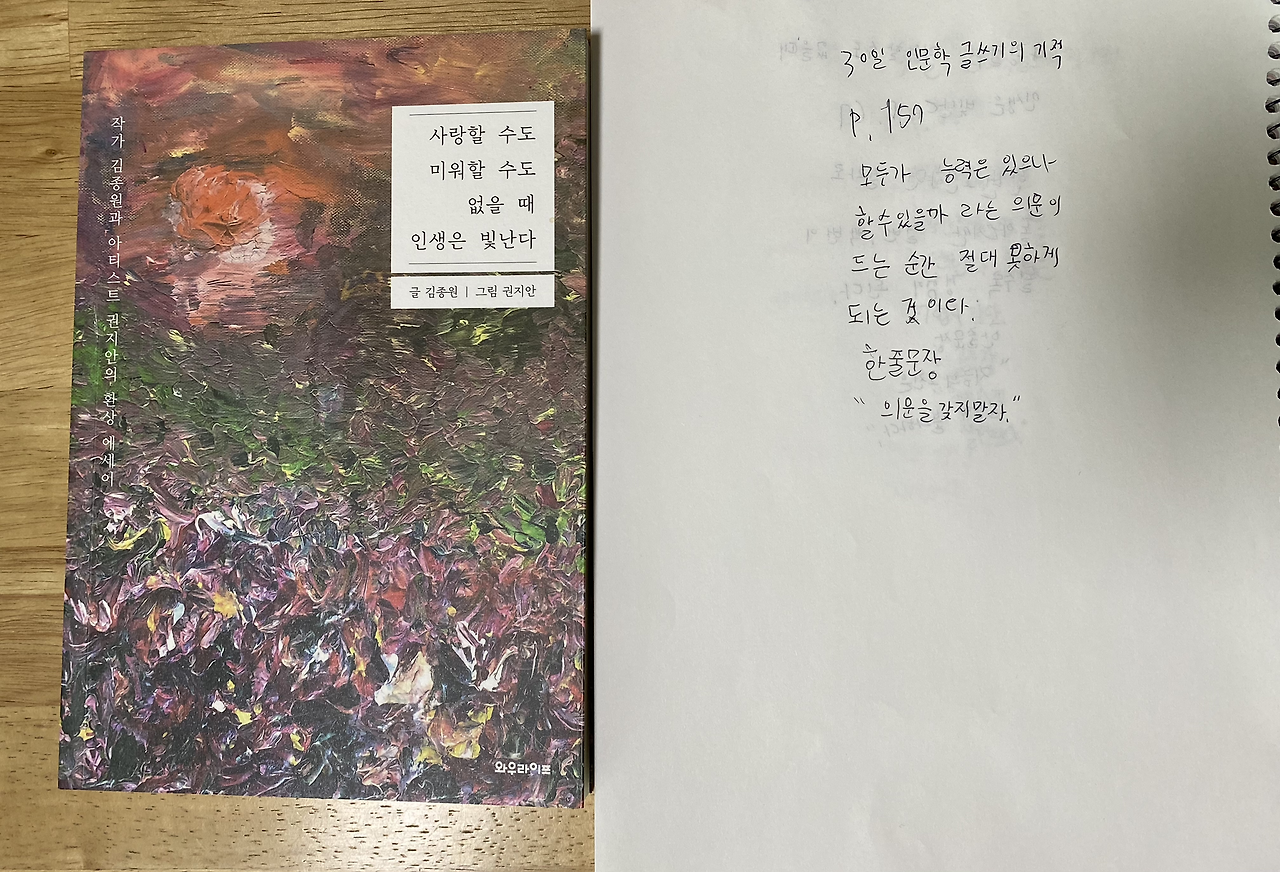 작가 김종원과 아티스트 권지안의 환상 에세이
사랑할 수도
미워할 수도
없을 때
인생은 빛난다
글 김종원 | 그림 권지안
와우라이프
30일 인문학 글쓰기의 기적
p. 157
모두가 능력은 있으나
할수있을까 라는 의문이
드는 순간 절대 못하게
되는 것이다.
한줄문장
" 의문을 갖지말자."